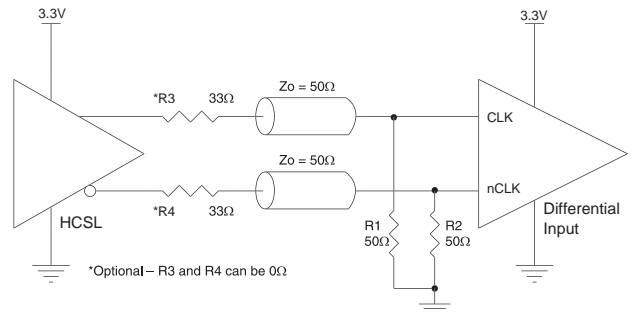 3.3V
3.3V
*R3 33Ω
Zo = 50Ω
CLK
Zo = 50Ω
nCLK
*R4 33Ω
HCSL
R1
50Ω
R2
50Ω
Differential
Input
*Optional – R3 and R4 can be 0Ω